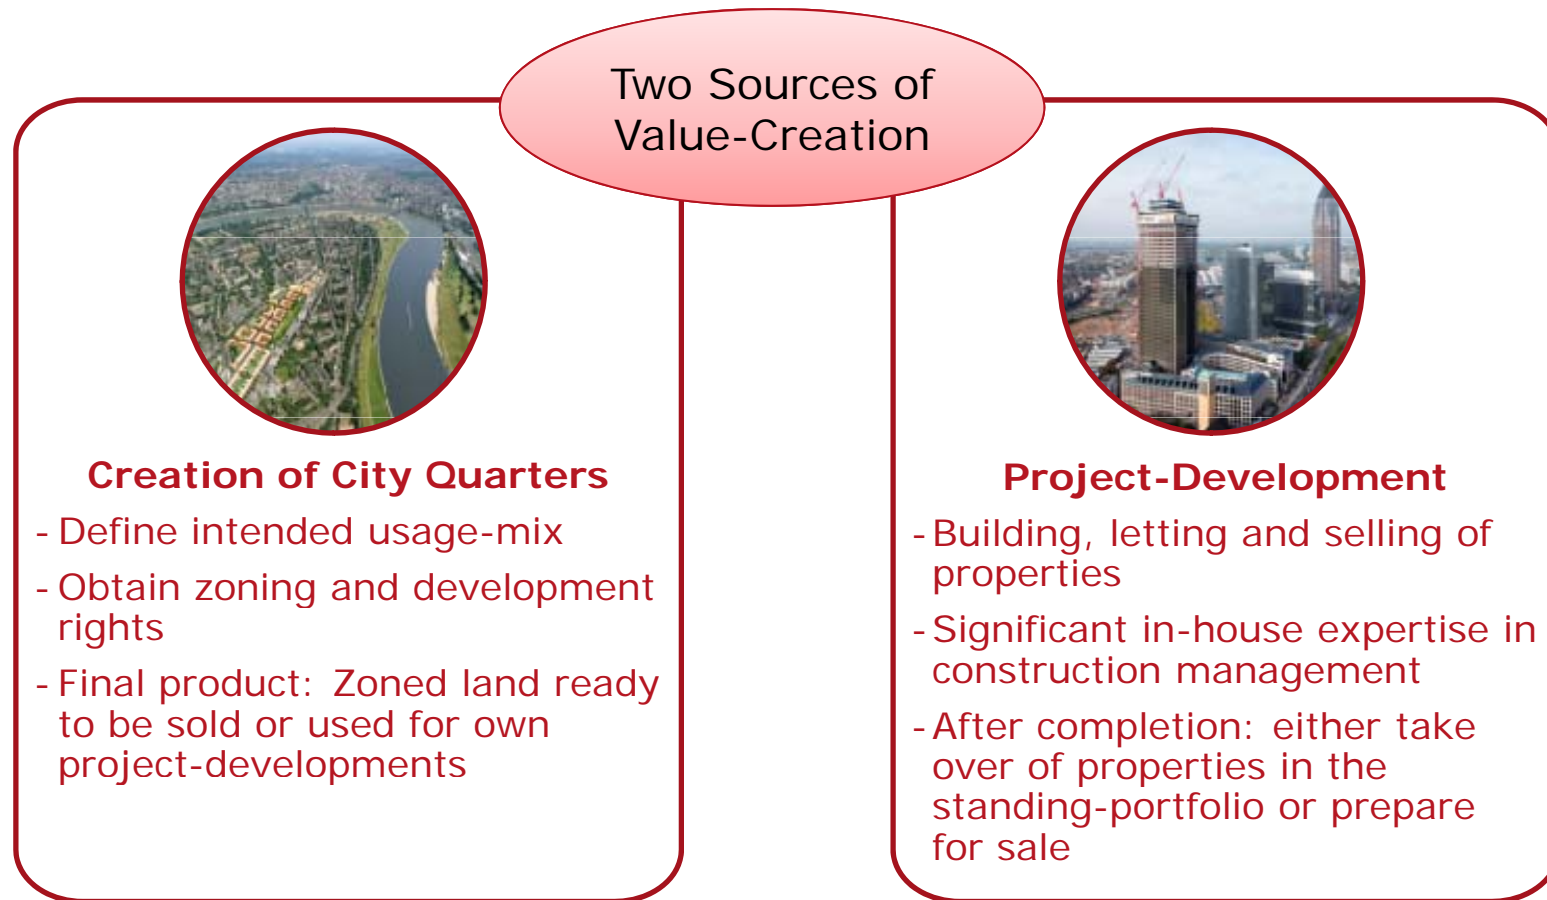 Two Sources of
Value-Creation
Creation of City Quarters
- Define intended usage-mix
- Obtain zoning and development
rights
- Final product: Zoned land ready
to be sold or used for own
project-developments
Project-Development
- Building, letting and selling of
properties
- Significant in-house expertise in
construction management
- After completion: either take
over of properties in the
standing-portfolio or prepare
for sale